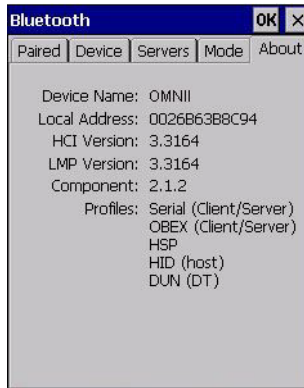 Bluetooth OK ×
Paired Device Servers Mode About
Device Name: OMNII
Local Address: 0026B63B8C94
HCI Version: 3.3164
LMP Version: 3.3164
Component: 2.1.2
Profiles: Serial (Client/Server)
OBEX (Client/Server)
HSP
HID (host)
DUN (DT)